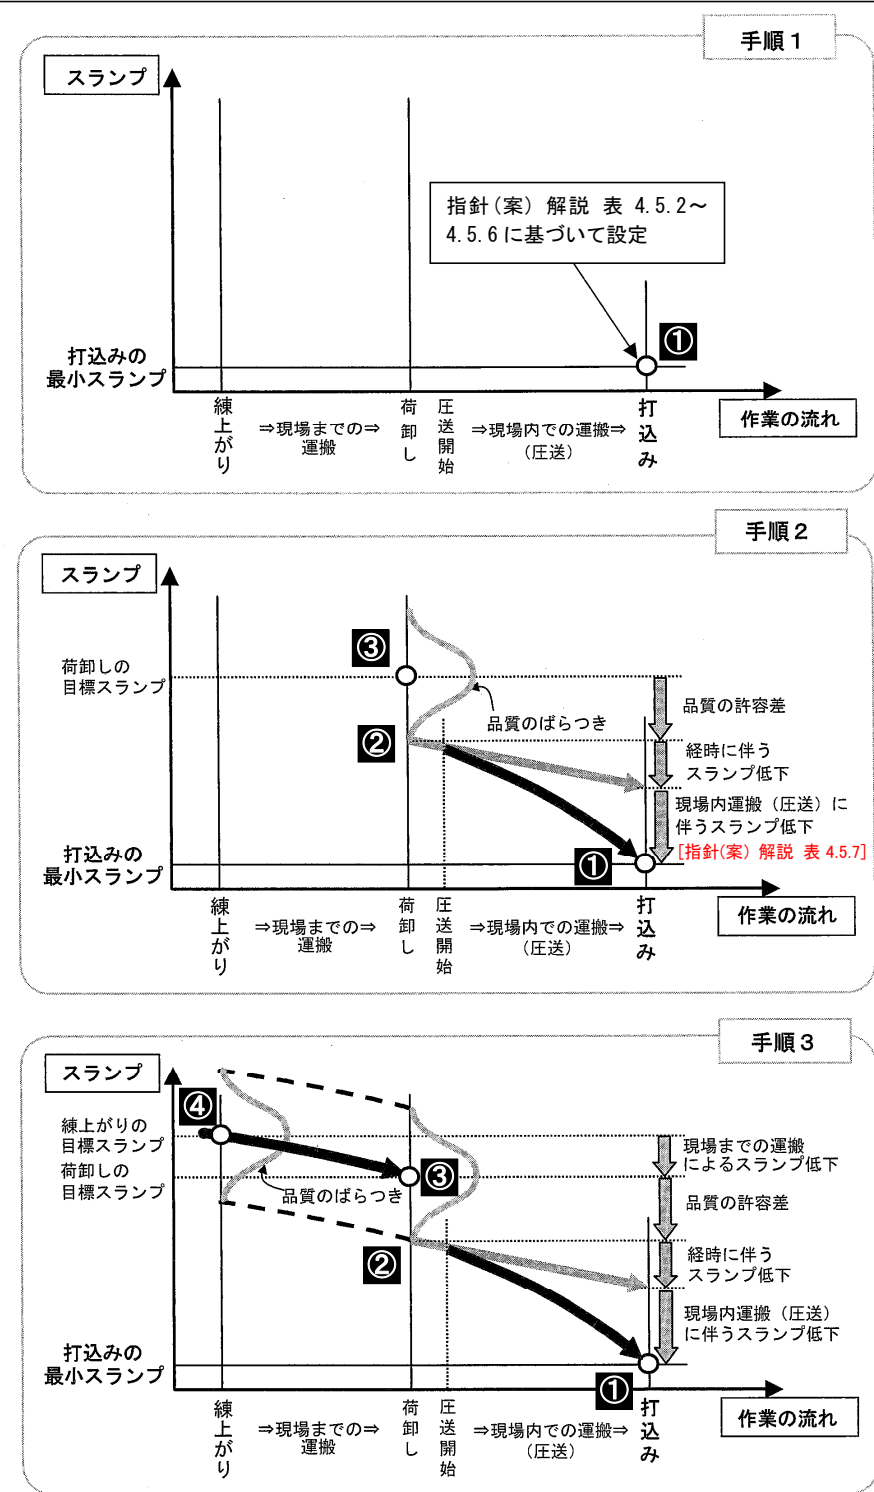 手順１
スランプ
指針(案) 解説 表 4.5.2～
4.5.6に基づいて設定
①
打込みの
最小スランプ
練上がり
⇒現場までの⇒
運搬
荷卸し
圧送開始
⇒現場内での運搬⇒
(圧送)
打込み
作業の流れ
手順２
スランプ
③
荷卸しの
目標スランプ
品質のばらつき
②
品質の許容差
経時に伴う
スランプ低下
現場内運搬（圧送）に
伴うスランプ低下
[指針(案) 解説 表 4.5.7]
打込みの
最小スランプ
①
練上がり
⇒現場までの⇒
運搬
荷卸し
圧送開始
⇒現場内での運搬⇒
(圧送)
打込み
作業の流れ
手順３
スランプ
④
練上がりの
目標スランプ
荷卸しの
目標スランプ
品質のばらつき
③
現場までの運搬
によるスランプ低下
品質の許容差
②
経時に伴う
スランプ低下
現場内運搬（圧送）
に伴うスランプ低下
打込みの
最小スランプ
①
練上がり
⇒現場までの⇒
運搬
荷卸し
圧送開始
⇒現場内での運搬⇒
(圧送)
打込み
作業の流れ